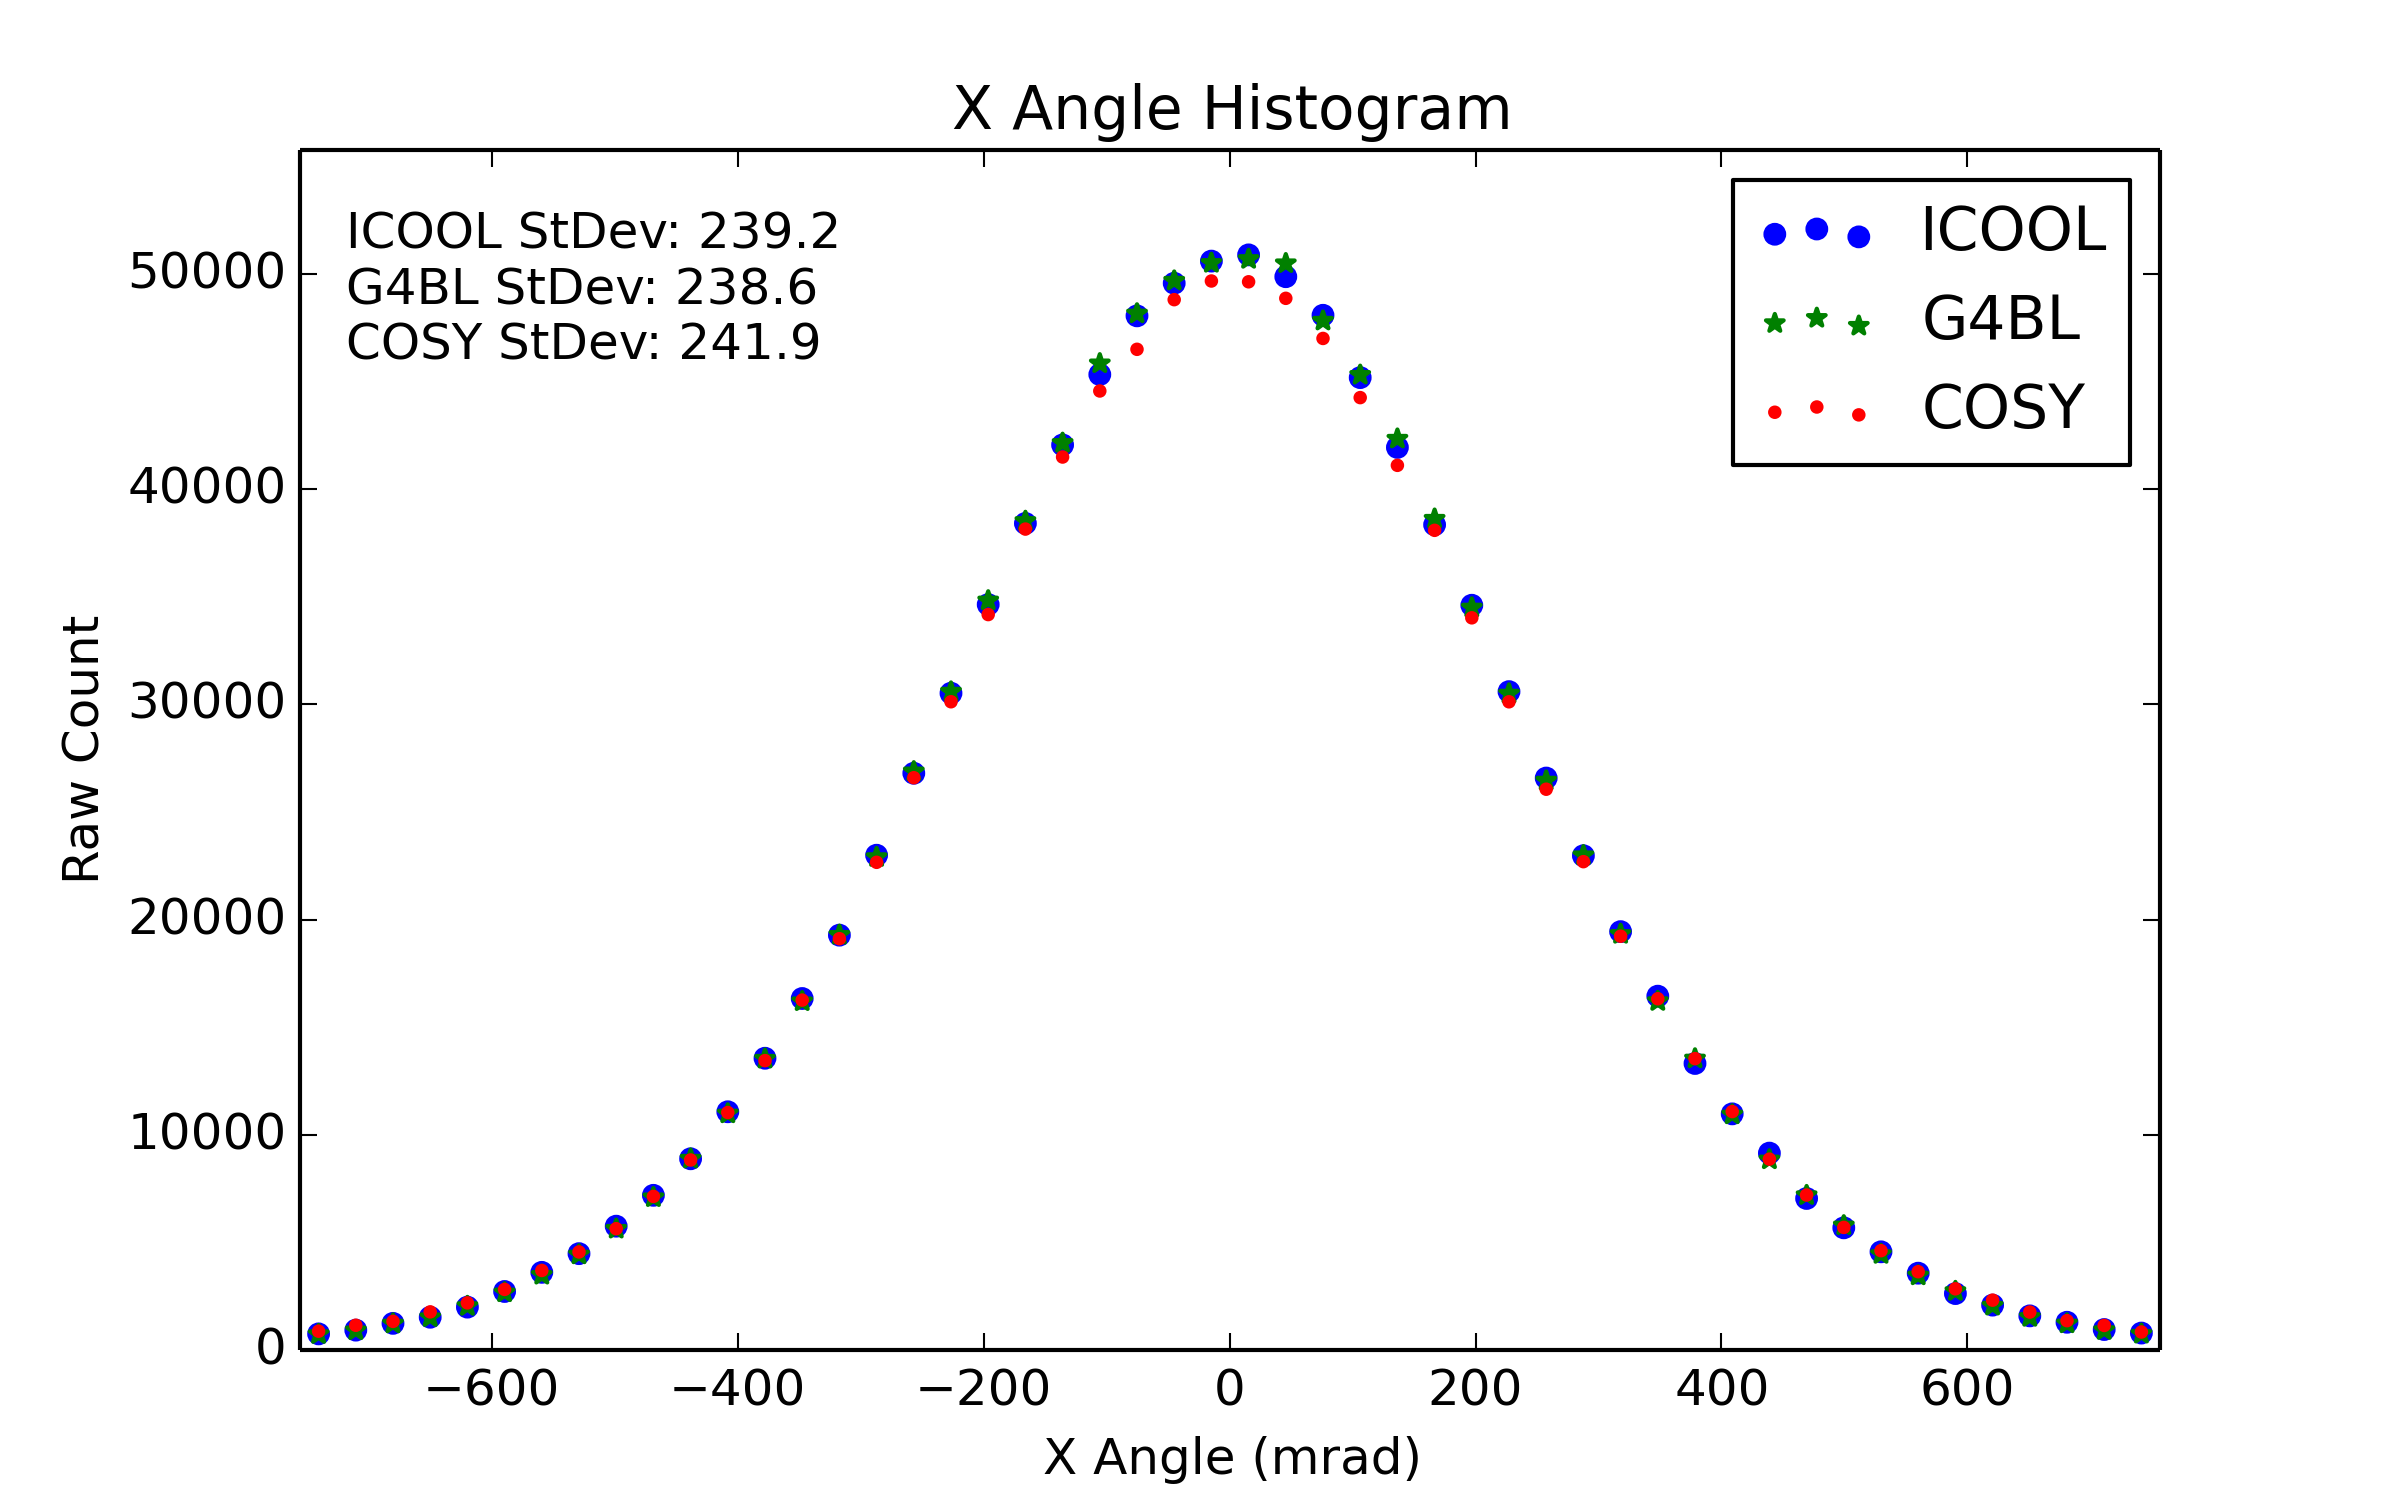 X Angle Histogram
ICOOL StDev: 239.2
G4BL StDev: 238.6
COSY StDev: 241.9
ICOOL
G4BL
COSY
Raw Count
50000
40000
30000
20000
10000
0
−600 −400 −200 0 200 400 600
X Angle (mrad)